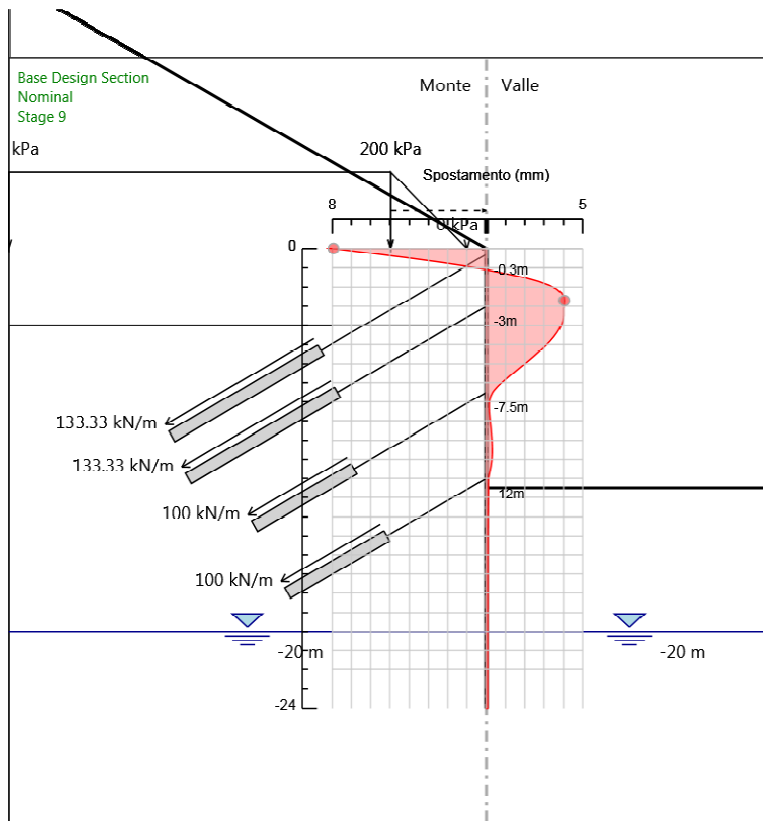 Base Design Section
Nominal
Stage 9
Monte
Valle
kPa
200 kPa
Spostamento (mm)
8
5
0 kPa
0
-0.3m
-3m
-7.5m
12m
133.33 kN/m
133.33 kN/m
100 kN/m
100 kN/m
-20 m
-20 m
-24